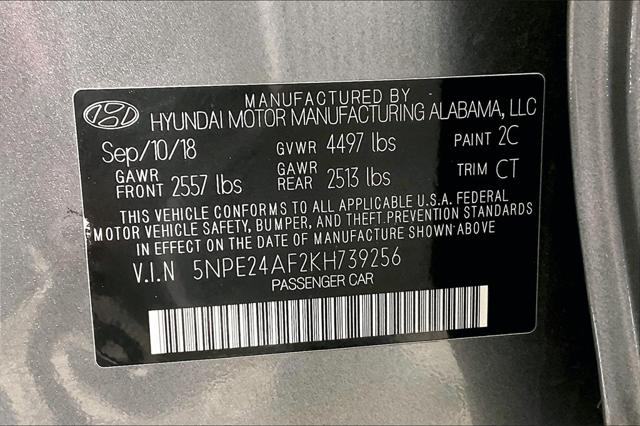 MANUFACTURED BY
HYUNDAI MOTOR MANUFACTURING ALABAMA, LLC
Sep/10/18 GVWR 4497 lbs PAINT 2C
GAWR FRONT 2557 lbs GAWR REAR 2513 lbs TRIM CT
THIS VEHICLE CONFORMS TO ALL APPLICABLE U.S.A. FEDERAL
MOTOR VEHICLE SAFETY, BUMPER, AND THEFT PREVENTION STANDARDS
IN EFFECT ON THE DATE OF MANUFACTURE SHOWN ABOVE
V.I.N 5NPE24AF2KH739256
PASSENGER CAR